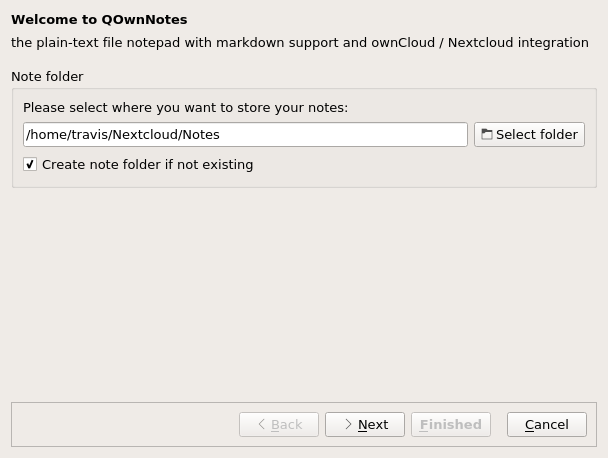 Welcome to QOwnNotes
the plain-text file notepad with markdown support and ownCloud / Nextcloud integration
Note folder
Please select where you want to store your notes:
/home/travis/Nextcloud/Notes
Select folder
Create note folder if not existing
Back
Next
Finished
Cancel